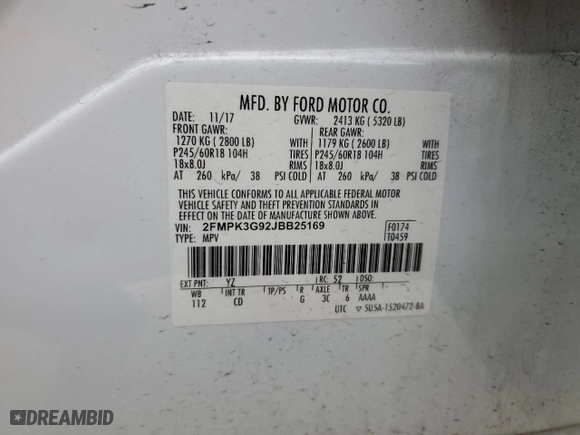 MFD. BY FORD MOTOR CO.
DATE: 11/17 GVWR: 2413 KG ( 5320 LB)
FRONT GAWR: REAR GAWR:
1270 KG ( 2800 LB) WITH 1179 KG ( 2600 LB) WITH
P245/60R18 104H TIRES P245/60R18 104H TIRES
18x8.0J RIMS 18x8.0J RIMS
AT 260 kPa/ 38 PSI COLD AT 260 kPa/ 38 PSI COLD
THIS VEHICLE CONFORMS TO ALL APPLICABLE FEDERAL MOTOR
VEHICLE SAFETY AND THEFT PREVENTION STANDARDS IN
EFFECT ON THE DATE OF MANUFACTURE SHOWN ABOVE.
VIN: 2FMPK3G92JBB25169 F0174
TYPE: MPV T0459
EXT PNT: YZ RC: 52 DSO:
WB INT TR TP/PS R AXLE TR SPR
112 CD G 3C 6 AAAA
UTC ▽ 5U5A-1520472-BA
DREAMBID